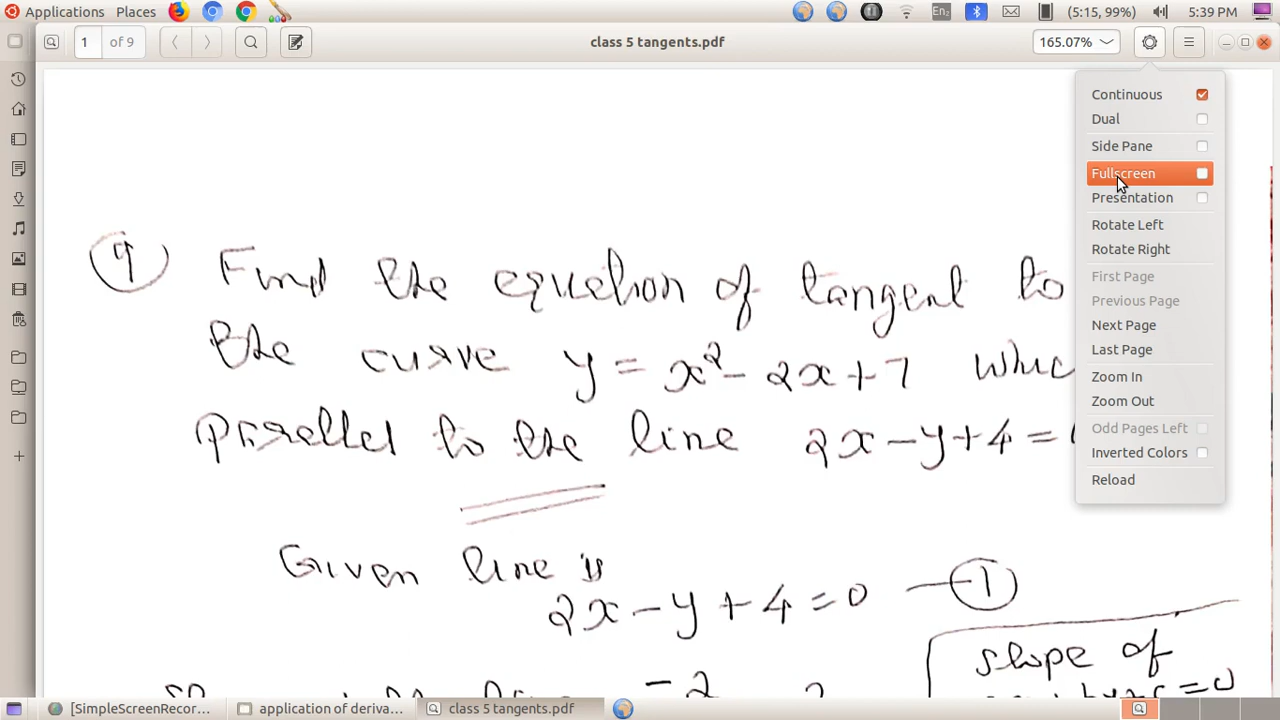 Applications Places En2 (5:15, 99%) 5:39 PM
1 of 9 class 5 tangents.pdf 165.07%
Continuous
Dual
Side Pane
Fullscreen
Presentation
Rotate Left
Rotate Right
First Page
Previous Page
Next Page
Last Page
Zoom In
Zoom Out
Odd Pages Left
Inverted Colors
Reload
9 Find the equation of tangent to
the curve y = x² - 2x + 7
parallel to the line 2x - y + 4 =
Given line is
2x - y + 4 = 0 — 1
slope of
-2
[SimpleScreenRecor... application of deriva... class 5 tangents.pdf